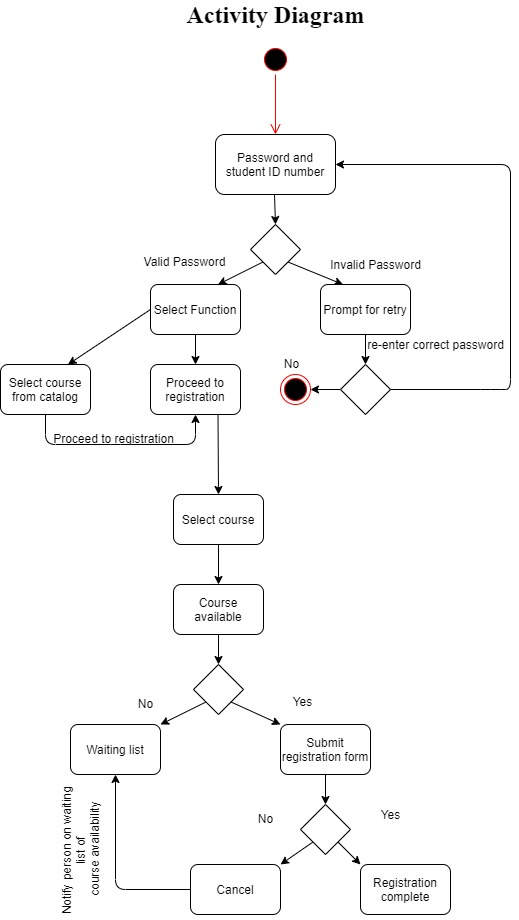 Activity Diagram
Password and
student ID number
Valid Password
Invalid Password
Select Function
Prompt for retry
re-enter correct password
No
Select course
from catalog
Proceed to
registration
Proceed to registration
Select course
Course
available
No
Yes
Waiting list
Submit
registration form
No
Yes
Notify person on waiting
list of
course availability
Cancel
Registration
complete